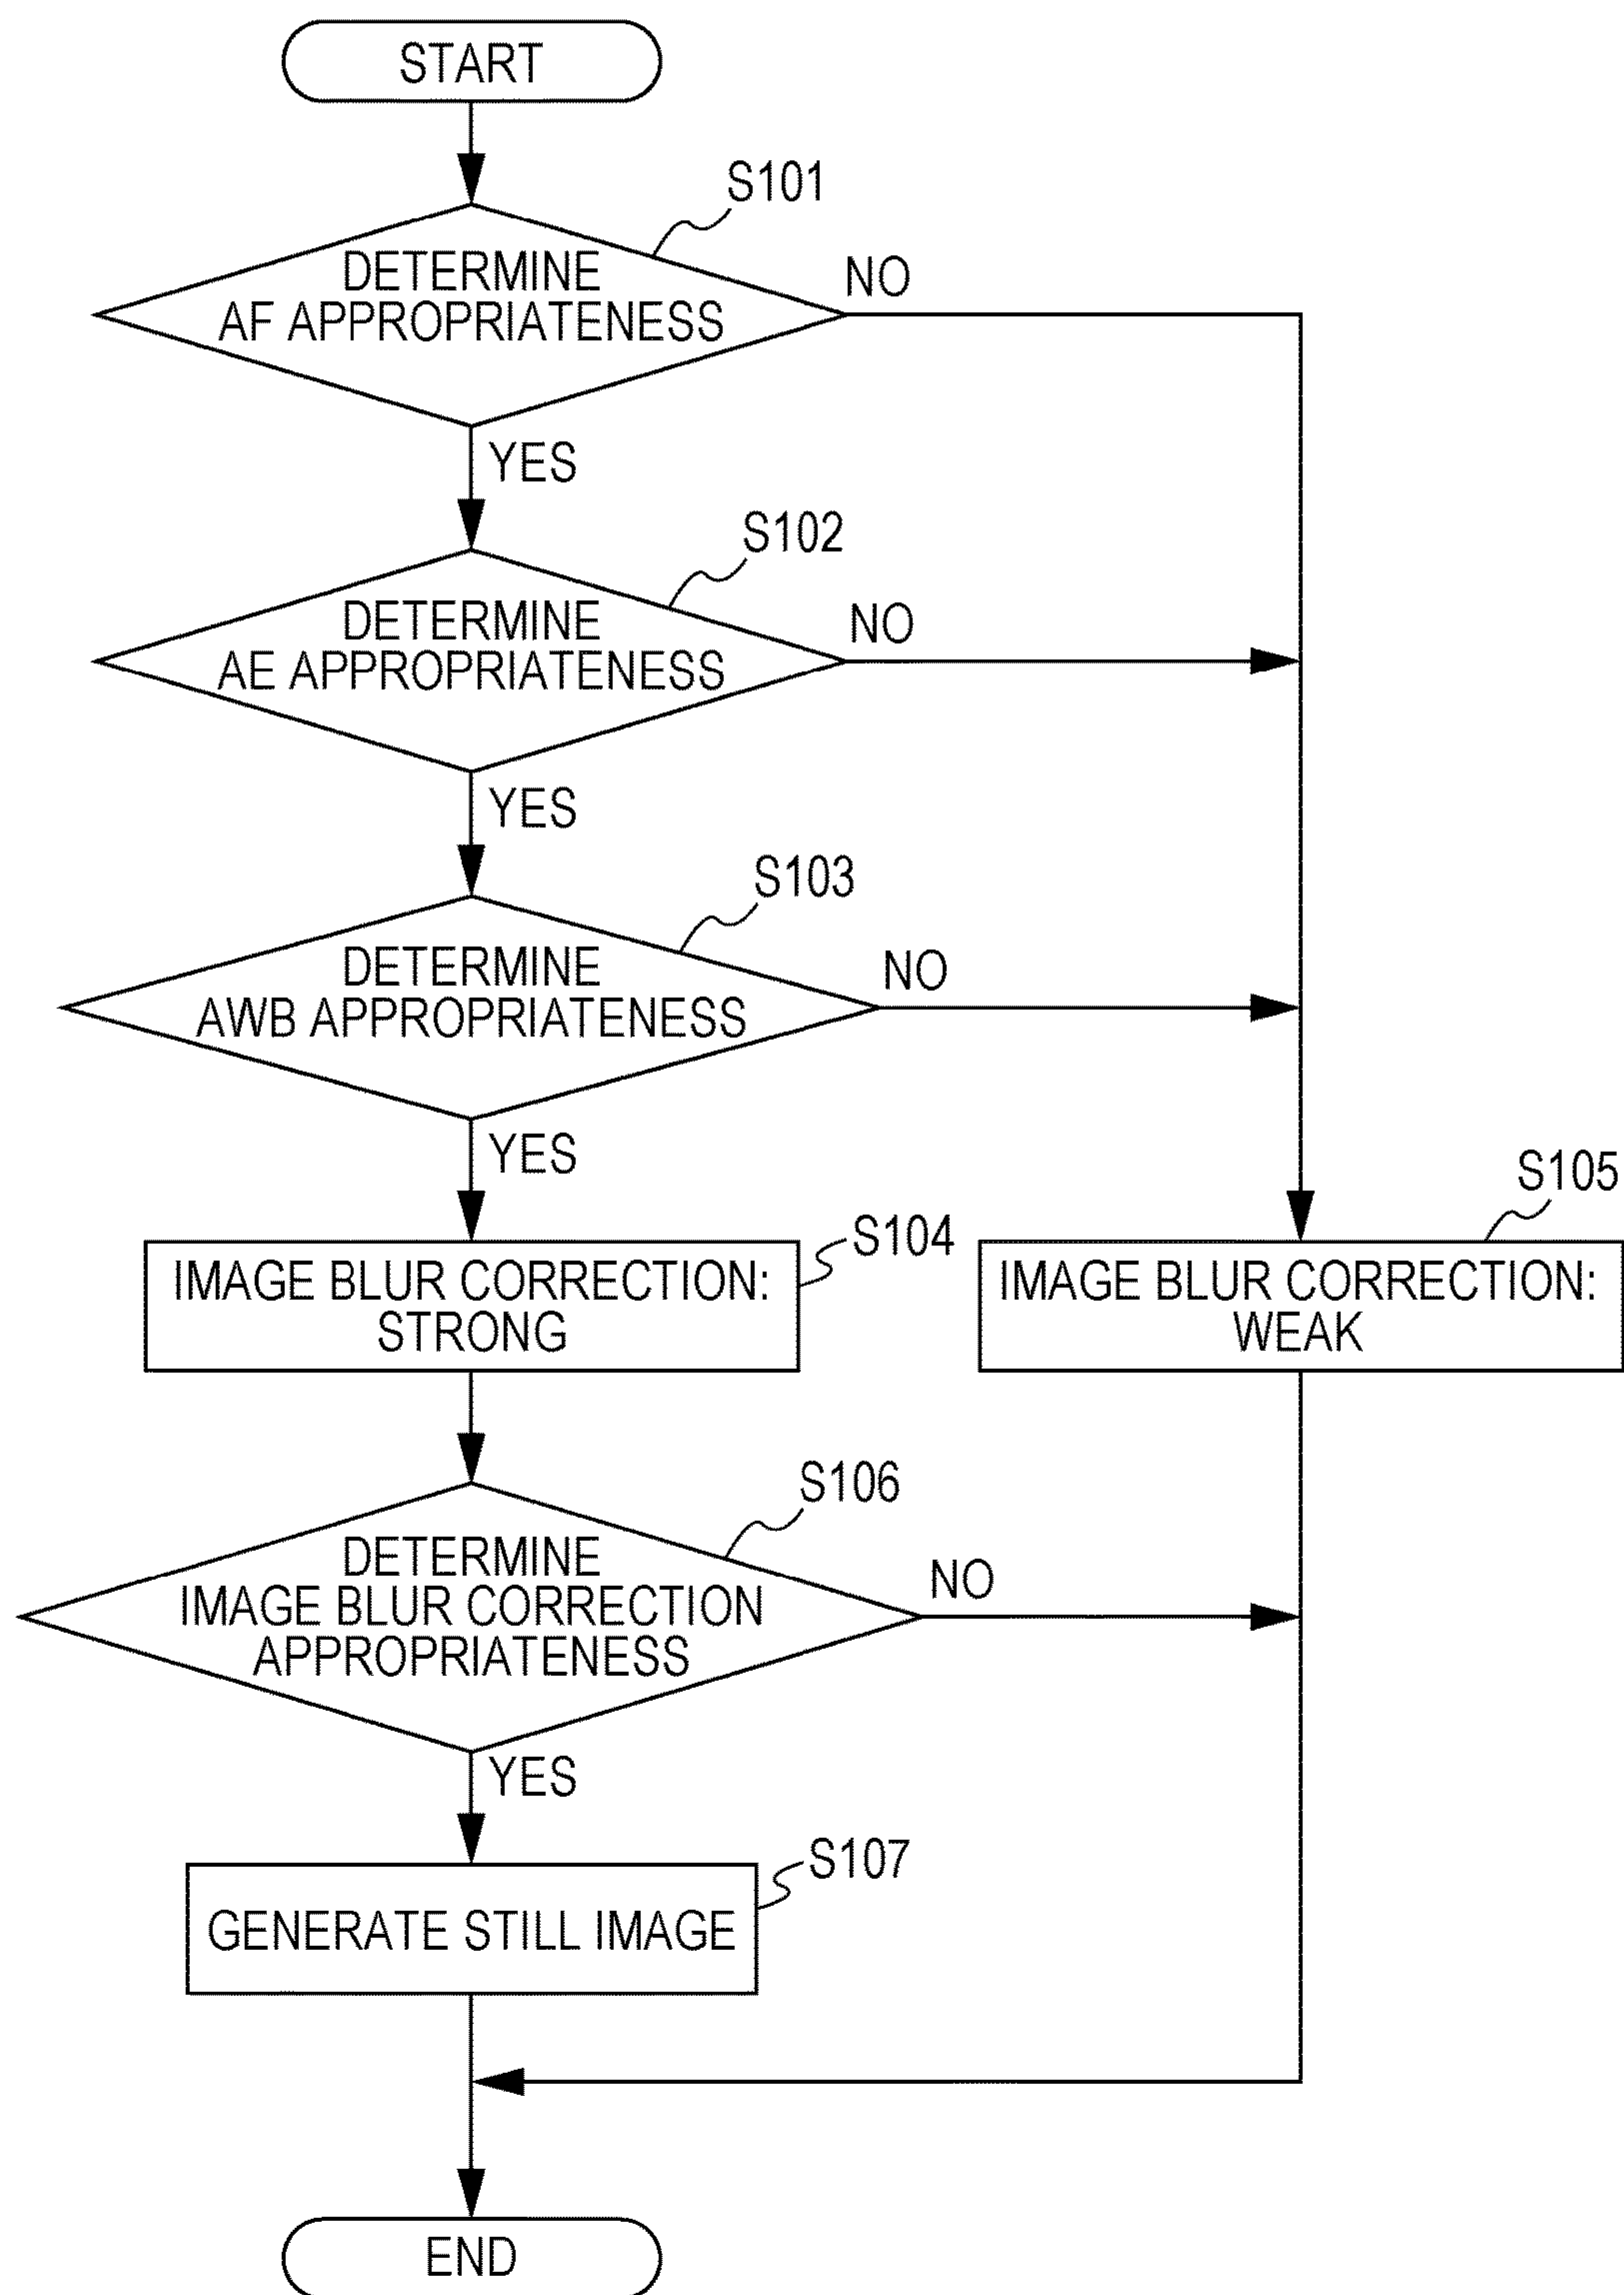 START
S101
DETERMINE
AF APPROPRIATENESS
NO
YES
S102
DETERMINE
AE APPROPRIATENESS
NO
YES
S103
DETERMINE
AWB APPROPRIATENESS
NO
YES
S104
IMAGE BLUR CORRECTION:
STRONG
S105
IMAGE BLUR CORRECTION:
WEAK
S106
DETERMINE
IMAGE BLUR CORRECTION
APPROPRIATENESS
NO
YES
S107
GENERATE STILL IMAGE
END